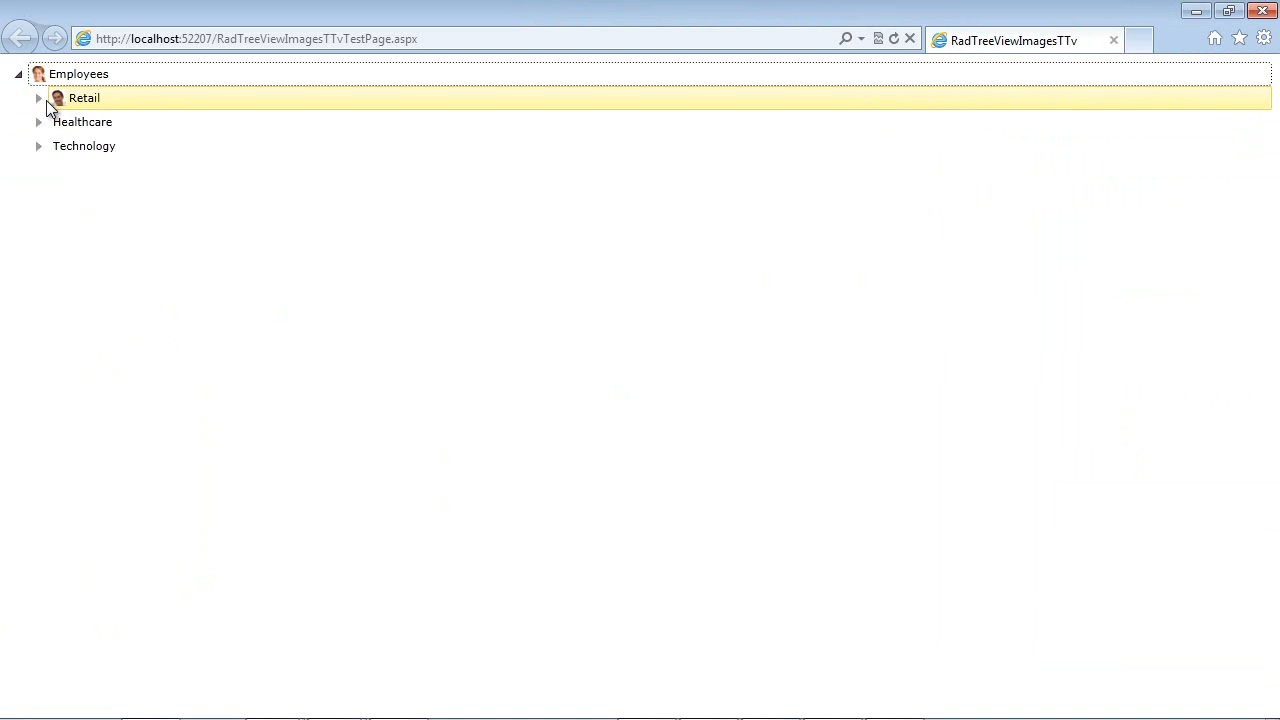 http://localhost:52207/RadTreeViewImagesTTvTestPage.aspx
RadTreeViewImagesTTv
Employees
Retail
Healthcare
Technology